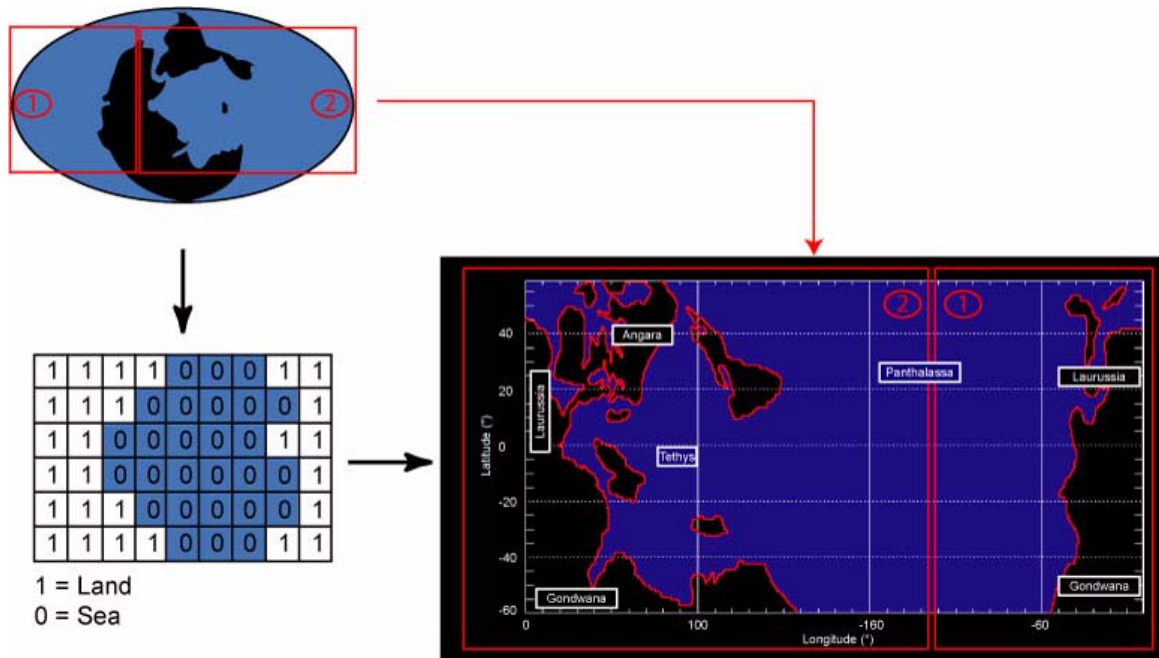 1
2
1 1 1 1 0 0 0 1 1
1 1 1 0 0 0 0 0 1
1 1 0 0 0 0 0 1 1
1 1 0 0 0 0 0 0 1
1 1 1 0 0 0 0 0 1
1 1 1 1 0 0 0 1 1
1 = Land
0 = Sea
2
1
Angara
Panthalassa
Laurussia
Laurussia
Tethys
Gondwana
Gondwana
Latitude (°)
40
20
0
-20
-40
-60
0 100 -160 -60
Longitude (°)